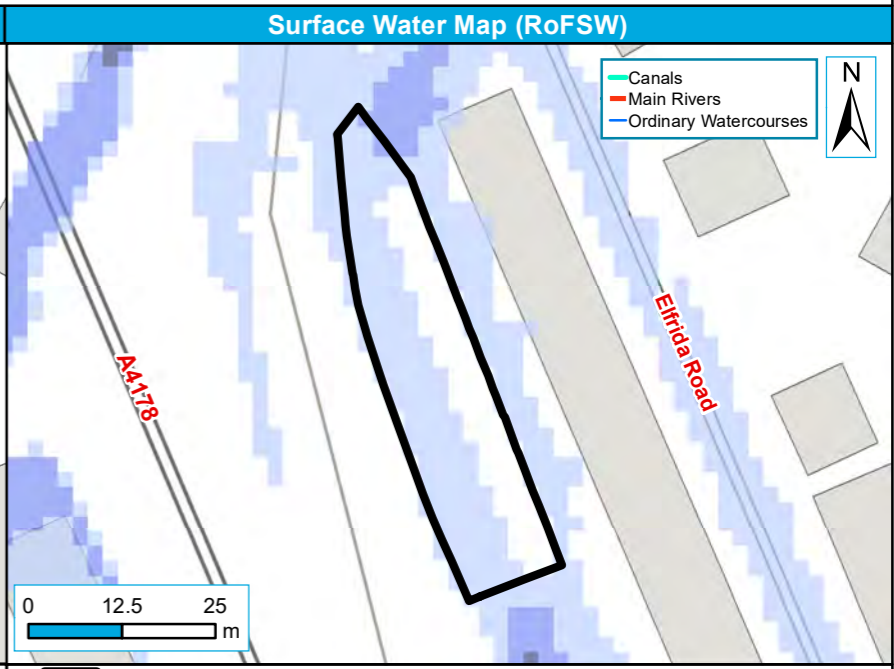 Surface Water Map (RoFSW)
Canals
Main Rivers
Ordinary Watercourses
N
A4178
Elfrida Road
0 12.5 25
m